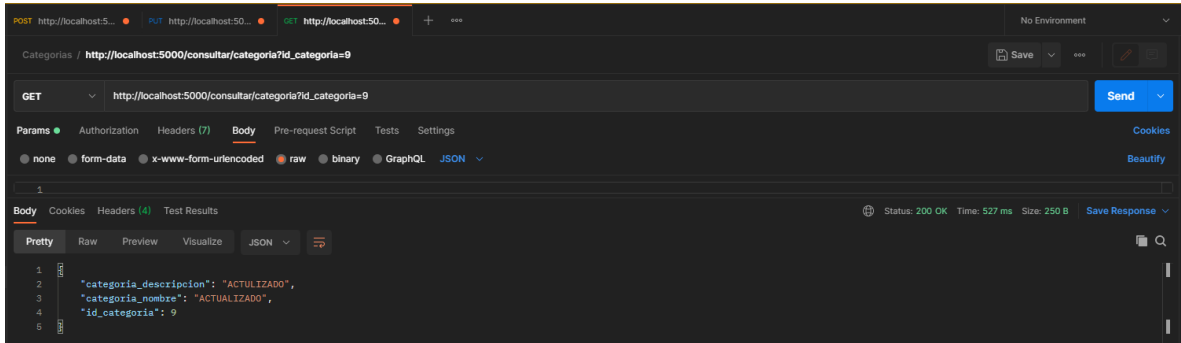 POST http://localhost:5... PUT http://localhost:50... GET http://localhost:50... + ooo No Environment
Categorias / http://localhost:5000/consultar/categoria?id_categoria=9 Save ooo
GET http://localhost:5000/consultar/categoria?id_categoria=9 Send
Params Authorization Headers (7) Body Pre-request Script Tests Settings Cookies
none form-data x-www-form-urlencoded raw binary GraphQL JSON Beautify
1
Body Cookies Headers (4) Test Results Status: 200 OK Time: 527 ms Size: 250 B Save Response
Pretty Raw Preview Visualize JSON
1 {
2 "categoria_descripcion": "ACTULIZADO",
3 "categoria_nombre": "ACTUALIZADO",
4 "id_categoria": 9
5 }